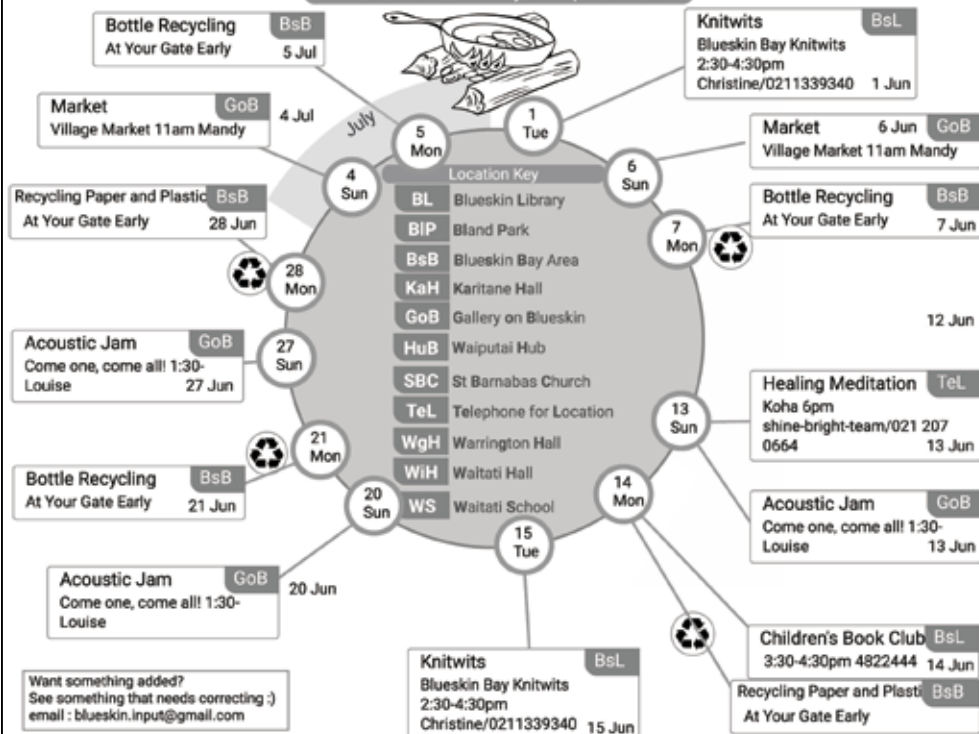 Bottle Recycling BsB
At Your Gate Early 5 Jul
Market GoB 4 Jul
Village Market 11am Mandy
Recycling Paper and Plastic BsB
At Your Gate Early 28 Jun
Acoustic Jam GoB
Come one, come all! 1:30-
Louise 27 Jun
Bottle Recycling BsB
At Your Gate Early 21 Jun
Acoustic Jam GoB 20 Jun
Come one, come all! 1:30-
Louise
Want something added?
See something that needs correcting :)
email : blueskin.input@gmail.com
July
5
Mon
4
Sun
28
Mon
27
Sun
21
Mon
20
Sun
1
Tue
6
Sun
7
Mon
13
Sun
14
Mon
15
Tue
Location Key
BL Blueskin Library
BlP Bland Park
BsB Blueskin Bay Area
KaH Karitane Hall
GoB Gallery on Blueskin
HuB Waiputai Hub
SBC St Barnabas Church
TeL Telephone for Location
WgH Warrington Hall
WiH Waltati Hall
WS Waitati School
Knitwits BsL
Blueskin Bay Knitwits
2:30-4:30pm
Christine/0211339340 1 Jun
Market 6 Jun GoB
Village Market 11am Mandy
Bottle Recycling BsB
At Your Gate Early 7 Jun
12 Jun
Healing Meditation TeL
Koha 6pm
shine-bright-team/021 207
0664 13 Jun
Acoustic Jam GoB
Come one, come all! 1:30-
Louise 13 Jun
Children's Book Club BsL
3:30-4:30pm 4822444 14 Jun
Recycling Paper and Plasti BsB
At Your Gate Early
Knitwits BsL
Blueskin Bay Knitwits
2:30-4:30pm
Christine/0211339340 15 Jun